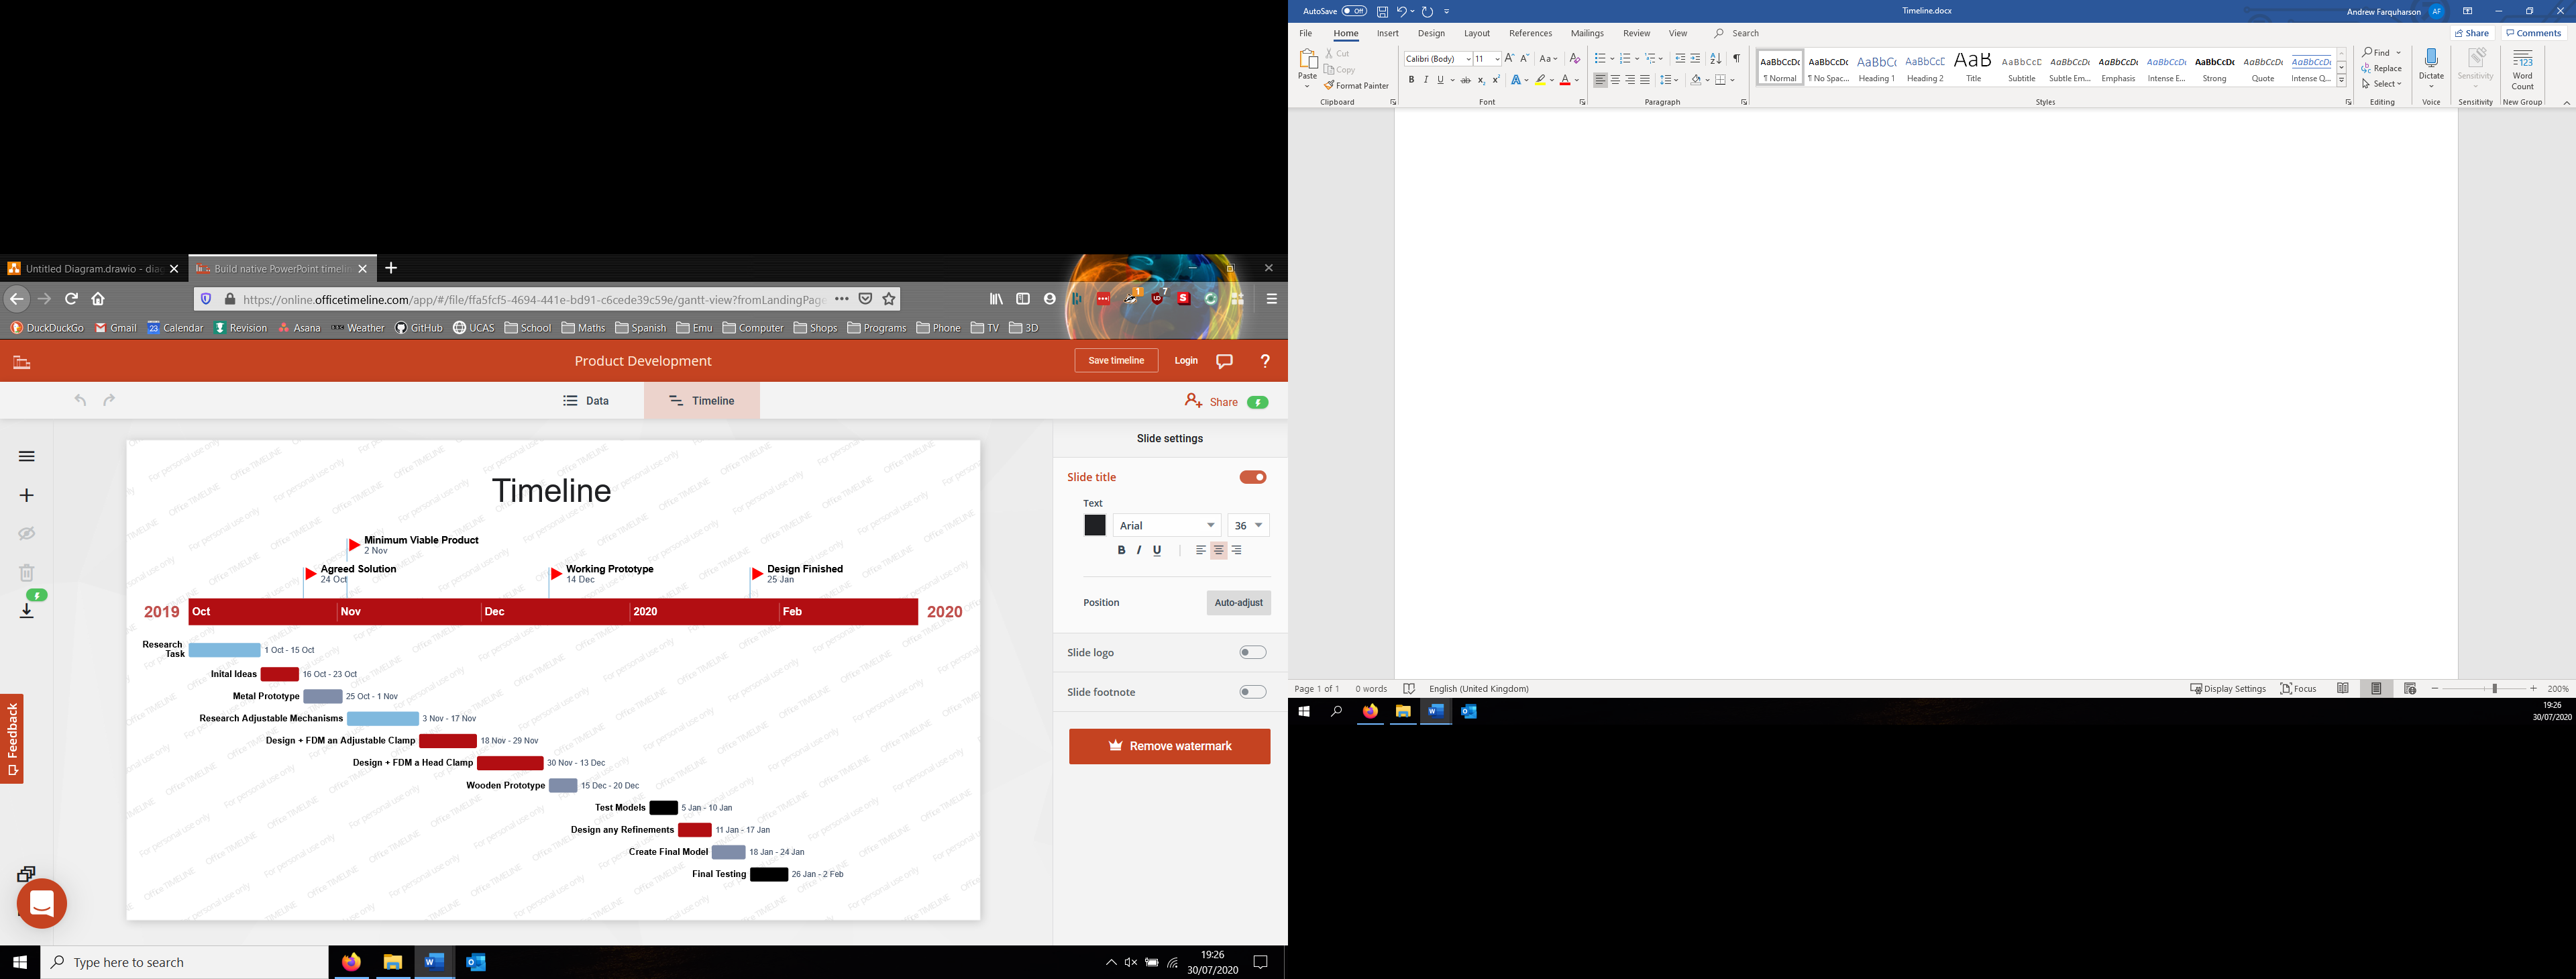 Untitled Diagram.drawio - dia
Build native PowerPoint timelin
https://online.officetimeline.com/app/#/file/ffa5fcf5-4694-441e-bd91-c6cede39c59e/gantt-view?fromLandingPage
1
7
DuckDuckGo Gmail 23 Calendar Revision Asana Weather GitHub UCAS School Maths Spanish Emu Computer Shops Programs Phone TV 3D
Product Development
Save timeline
Login
?
Data
Timeline
Share
Feedback
Timeline
Minimum Viable Product
2 Nov
Agreed Solution
24 Oct
Working Prototype
14 Dec
Design Finished
25 Jan
2019 Oct Nov Dec 2020 Feb 2020
Research
Task
1 Oct - 15 Oct
Inital Ideas 16 Oct - 23 Oct
Metal Prototype 25 Oct - 1 Nov
Research Adjustable Mechanisms 3 Nov - 17 Nov
Design + FDM an Adjustable Clamp 18 Nov - 29 Nov
Design + FDM a Head Clamp 30 Nov - 13 Dec
Wooden Prototype 15 Dec - 20 Dec
Test Models 5 Jan - 10 Jan
Design any Refinements 11 Jan - 17 Jan
Create Final Model 18 Jan - 24 Jan
Final Testing 26 Jan - 2 Feb
For personal use only
Office TIMELINE
Slide settings
Slide title
Text
Arial 36
B I U
Position Auto-adjust
Slide logo
Slide footnote
Remove watermark
Type here to search
19:26
30/07/2020
AutoSave Off
Timeline.docx
Andrew Farquharson AF
File Home Insert Design Layout References Mailings Review View Search
Share Comments
Paste
Cut
Copy
Format Painter
Clipboard
Calibri (Body) 11
Font
Paragraph
¶ Normal
¶ No Spac...
Heading 1
Heading 2
Title
Subtitle
Subtle Em...
Emphasis
Intense E...
Strong
Quote
Intense Q...
Styles
Find
Replace
Select
Editing
Dictate
Voice
Sensitivity
Sensitivity
Word
Count
New Group
Page 1 of 1 0 words English (United Kingdom)
Display Settings Focus 200%
19:26
30/07/2020